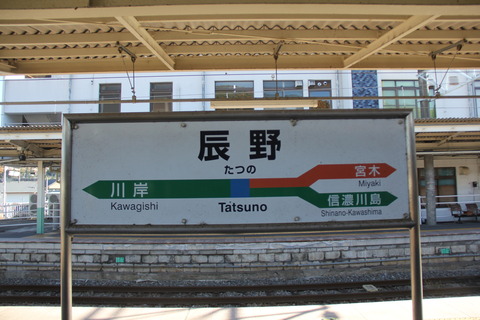 辰野
たつの
川岸
Kawagishi
Tatsuno
宮木
Miyaki
信濃川島
Shinano-Kawashima